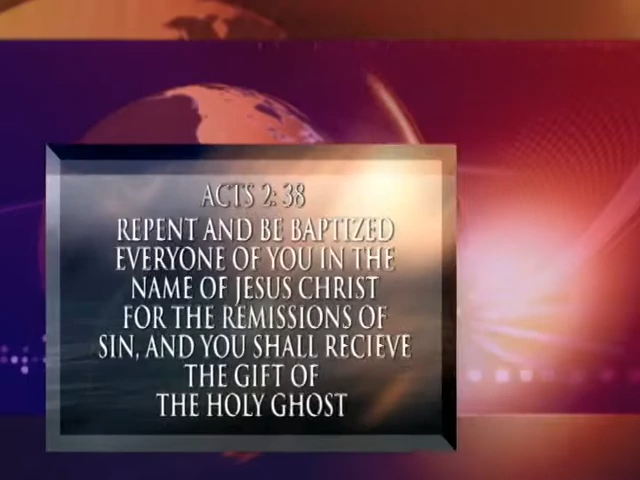 ACTS 2: 38
REPENT AND BE BAPTIZED
EVERYONE OF YOU IN THE
NAME OF JESUS CHRIST
FOR THE REMISSIONS OF
SIN, AND YOU SHALL RECIEVE
THE GIFT OF
THE HOLY GHOST